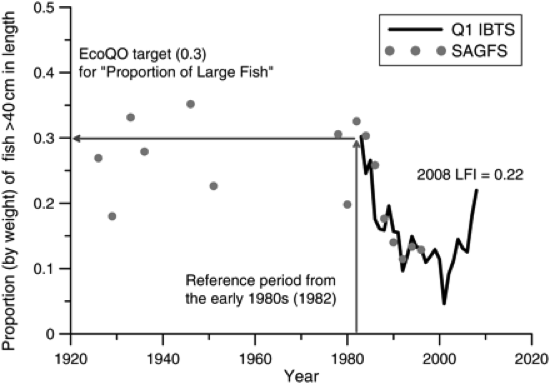 0.5
0.4
0.3
0.2
0.1
0
Proportion (by weight) of fish >40 cm in length
EcoQO target (0.3)
for "Proportion of Large Fish"
Q1 IBTS
SAGFS
2008 LFI = 0.22
Reference period from
the early 1980s (1982)
1920 1940 1960 1980 2000 2020
Year